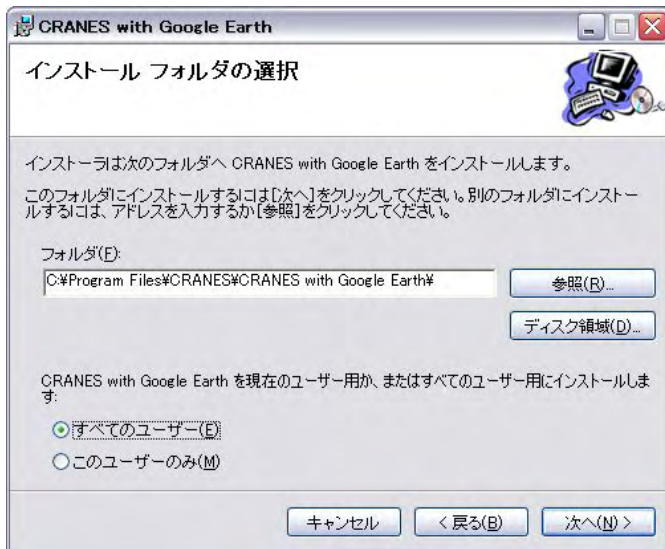 CRANES with Google Earth
インストール フォルダの選択
インストーラは次のフォルダへ CRANES with Google Earth をインストールします。
このフォルダにインストールするには[次へ]をクリックしてください。別のフォルダにインストー
ルするには、アドレスを入力するか[参照]をクリックしてください。
フォルダ(F):
C:¥Program Files¥CRANES¥CRANES with Google Earth¥
参照(R)...
ディスク領域(D)...
CRANES with Google Earth を現在のユーザー用か、またはすべてのユーザー用にインストールしま
す:
すべてのユーザー(E)
このユーザーのみ(M)
キャンセル
< 戻る(B)
次へ(N) >